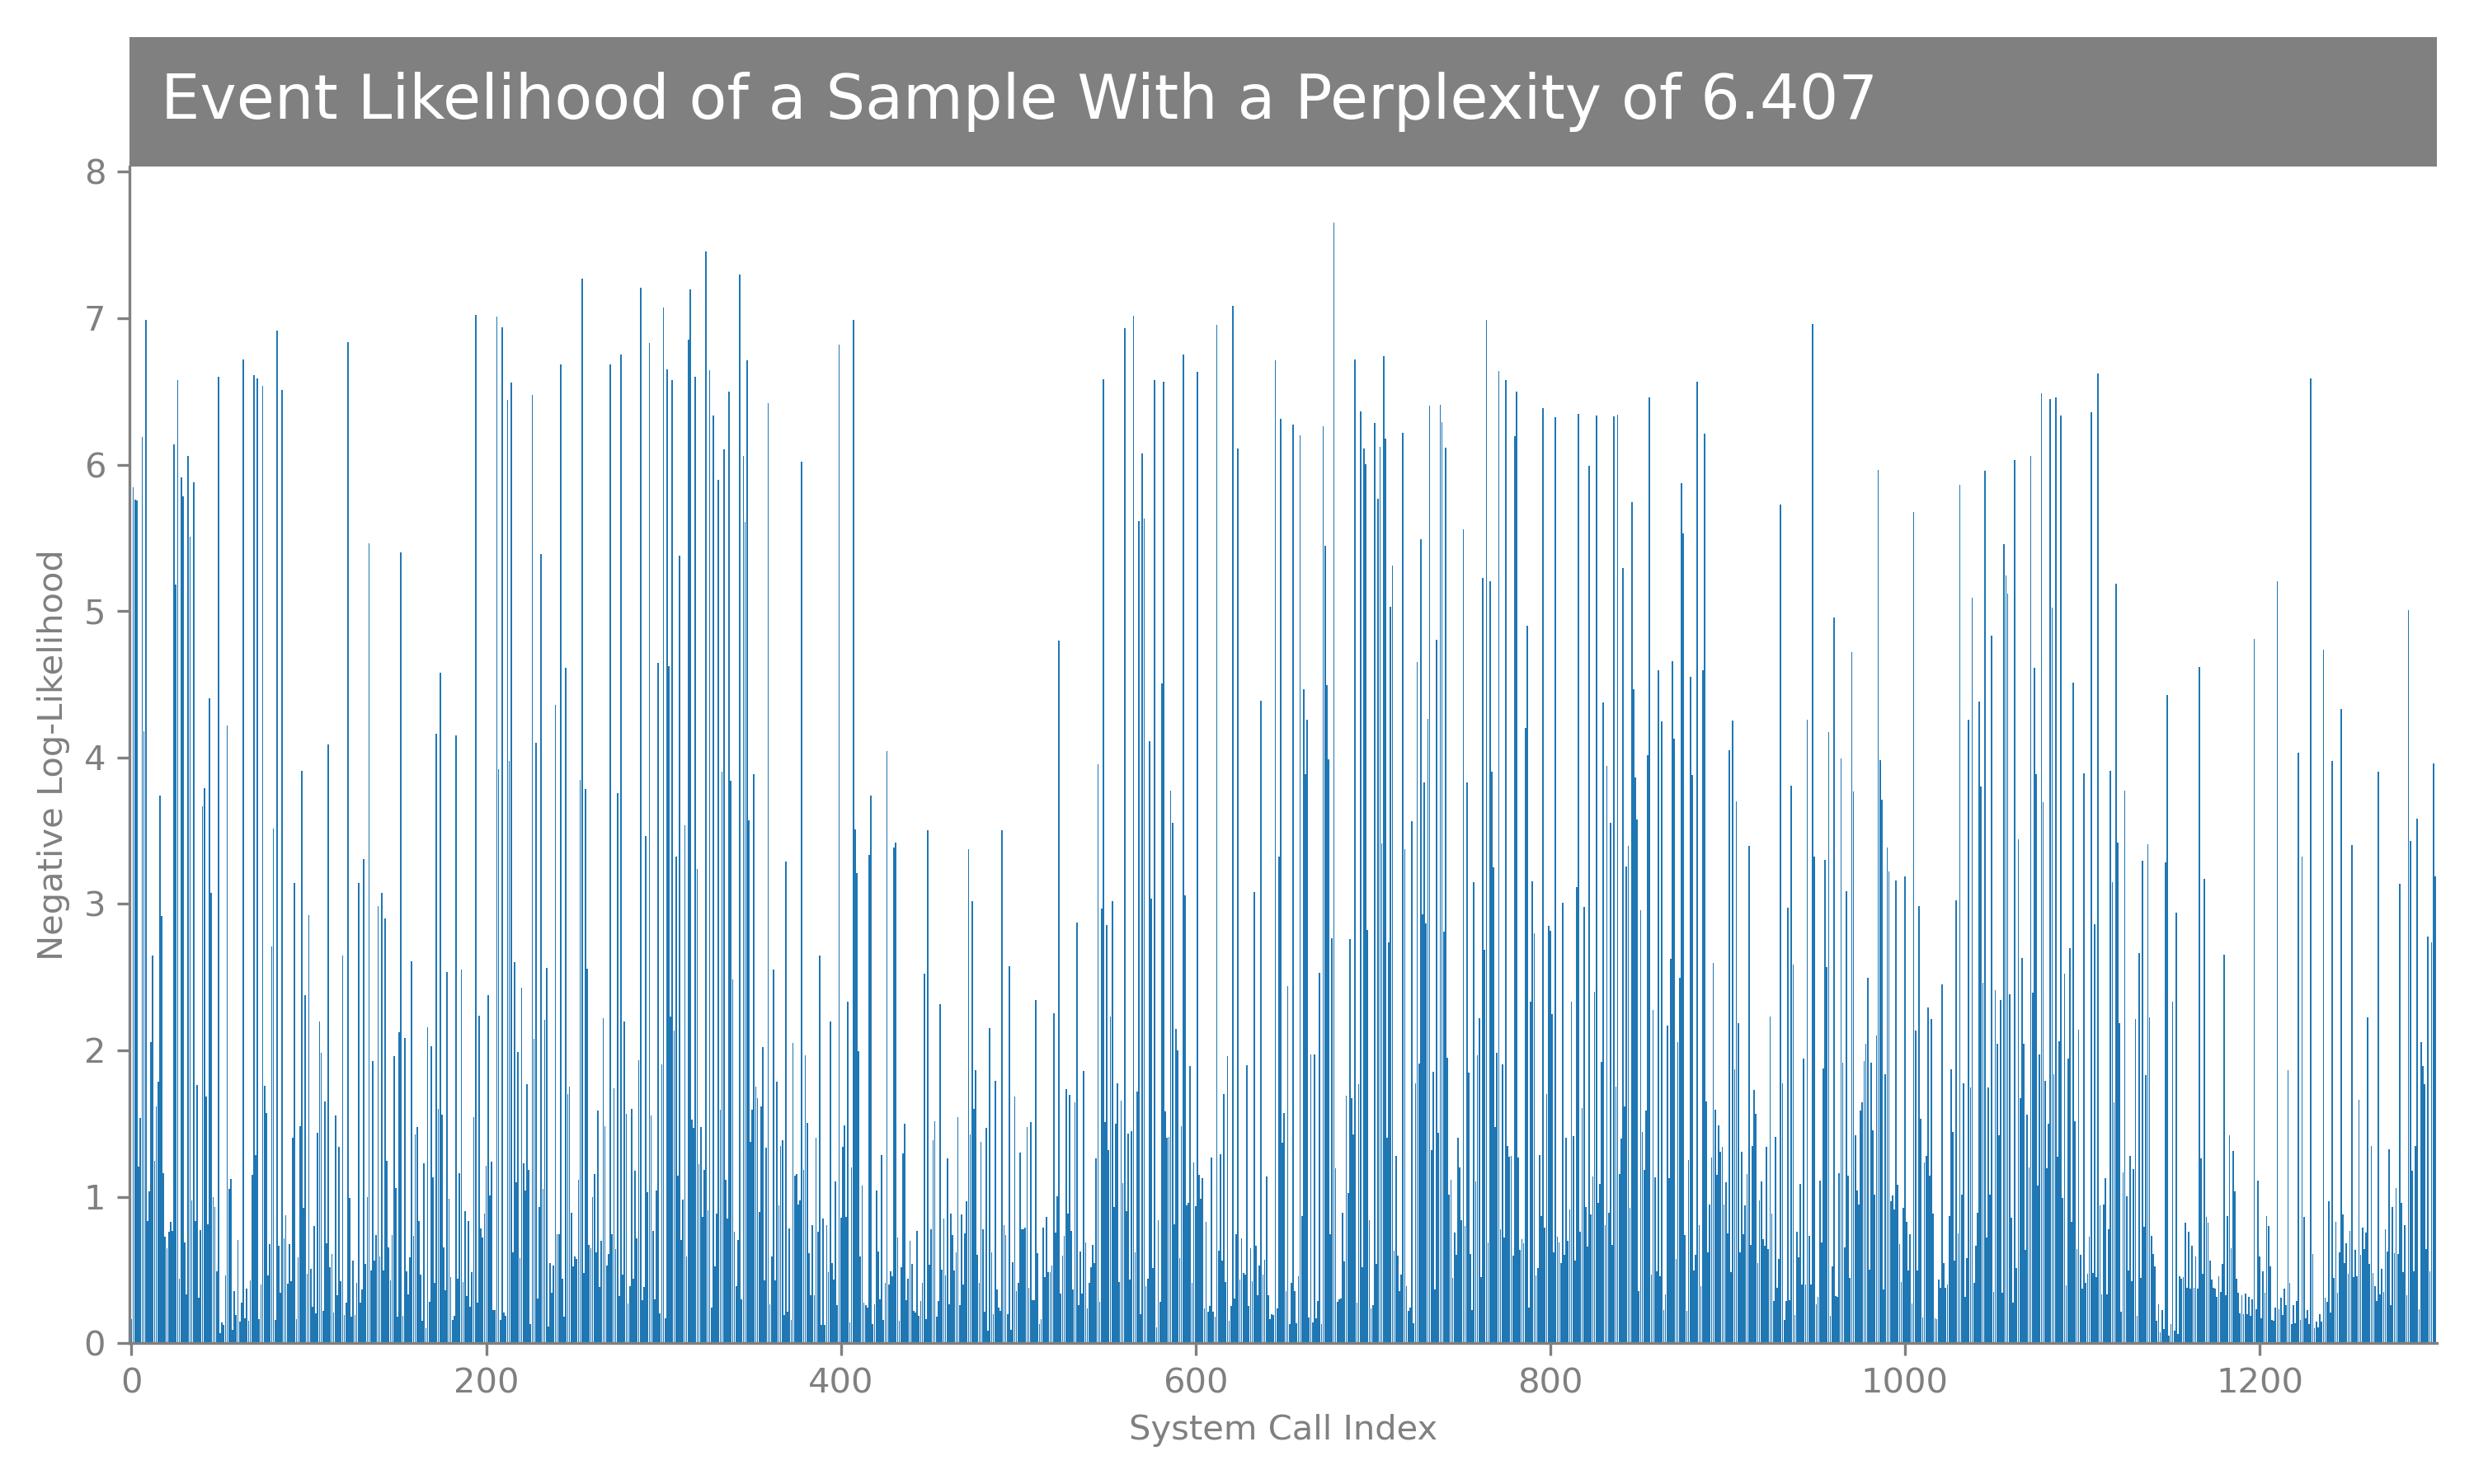 Event Likelihood of a Sample With a Perplexity of 6.407
8
7
6
5
4
3
2
1
0
Negative Log-Likelihood
0 200 400 600 800 1000 1200
System Call Index